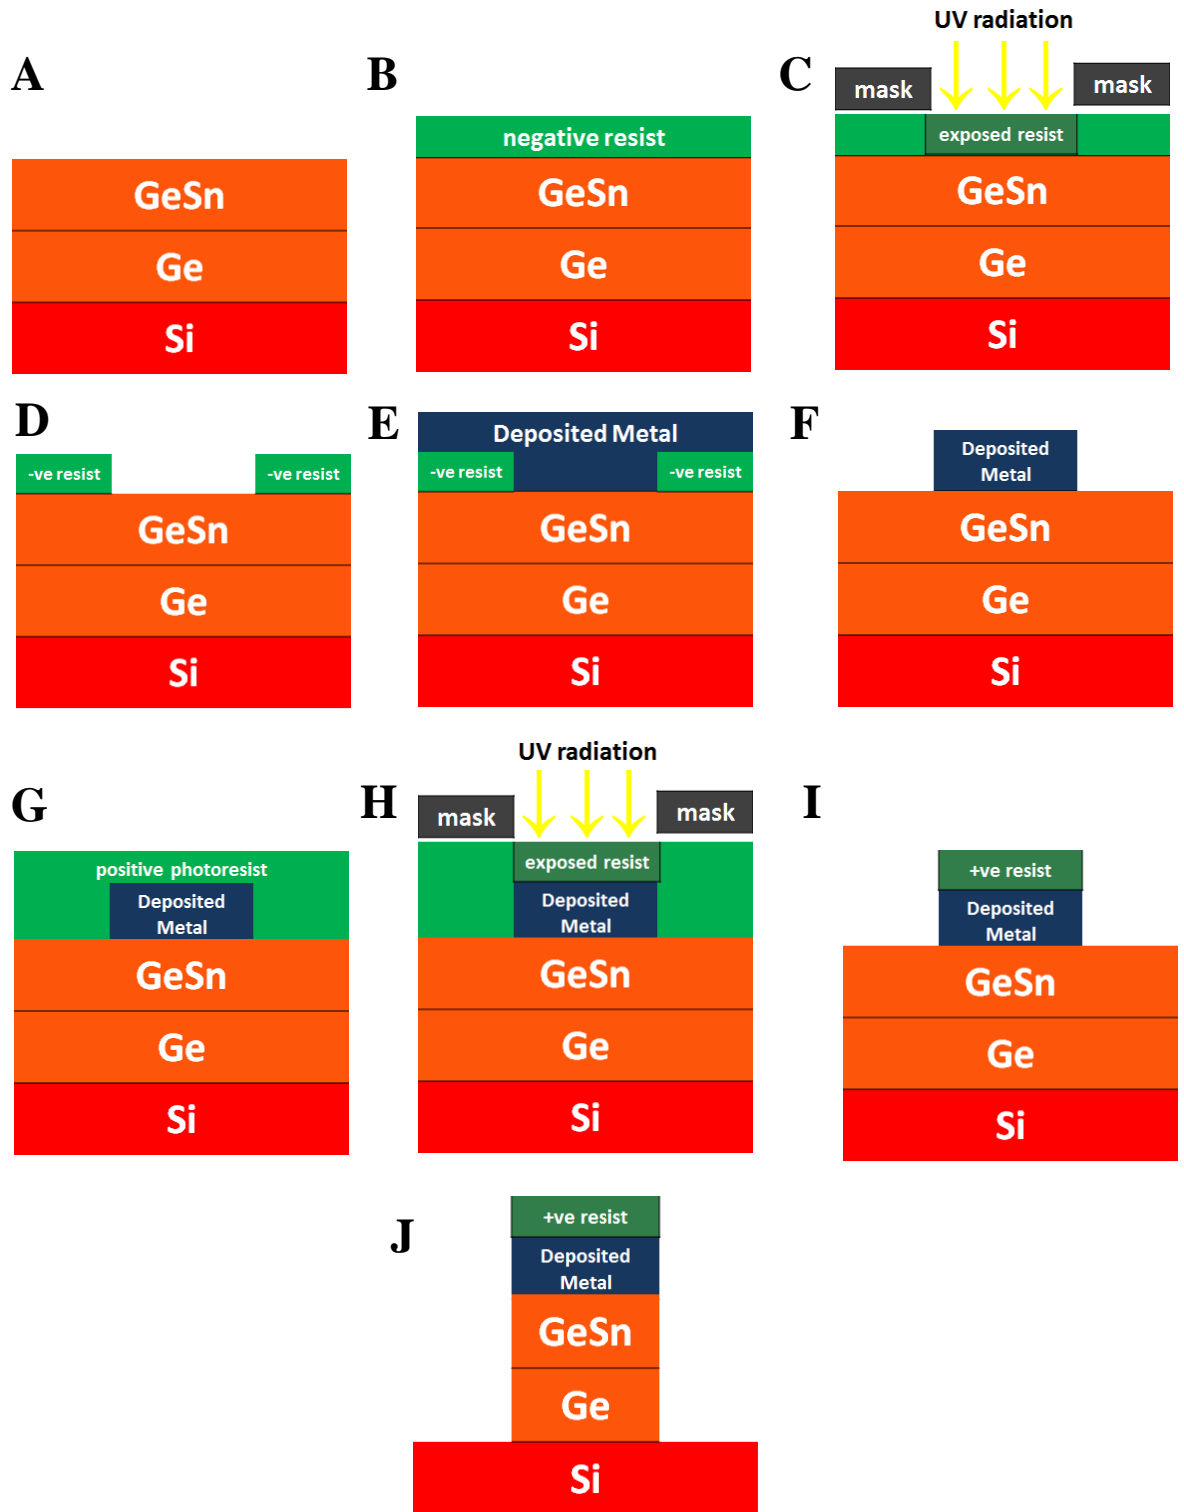 A
GeSn
Ge
Si
B
negative resist
GeSn
Ge
Si
UV radiation
C
mask
mask
exposed resist
GeSn
Ge
Si
D
-ve resist
-ve resist
GeSn
Ge
Si
E
Deposited Metal
-ve resist
-ve resist
GeSn
Ge
Si
F
Deposited
Metal
GeSn
Ge
Si
G
positive photoresist
Deposited
Metal
GeSn
Ge
Si
UV radiation
H
mask
mask
exposed resist
Deposited
Metal
GeSn
Ge
Si
I
+ve resist
Deposited
Metal
GeSn
Ge
Si
J
+ve resist
Deposited
Metal
GeSn
Ge
Si